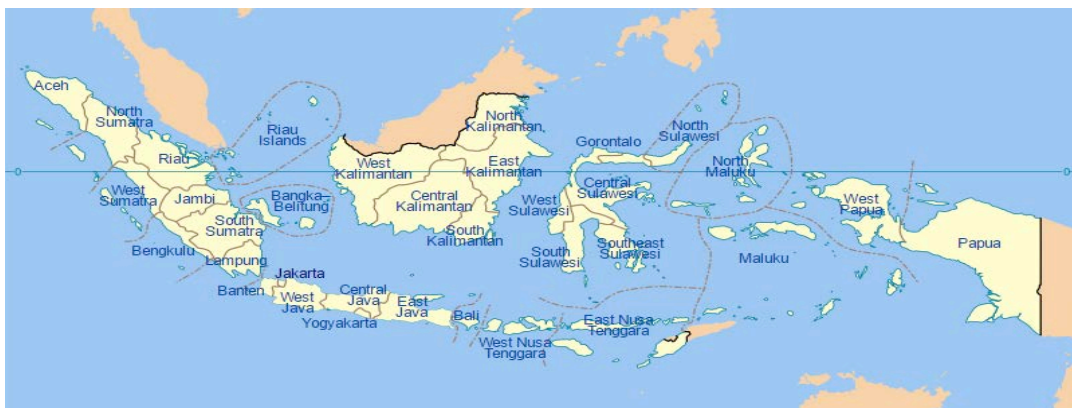 Aceh
North
Sumatra
Riau
Islands
Riau
0
0
West
Sumatra
Jambi
Bangka-
Belitung
South
Sumatra
Bengkulu
Lampung
Jakarta
Banten
West
Java
Central
Java
Yogyakarta
East
Java
Bali
West Nusa
Tenggara
East Nusa
Tenggara
West
Kalimantan
Central
Kalimantan
South
Kalimantan
East
Kalimantan
North
Kalimantan
Gorontalo
North
Sulawesi
Central
Sulawesi
West
Sulawesi
South
Sulawesi
Southeast
Sulawesi
North
Maluku
Maluku
West
Papua
Papua